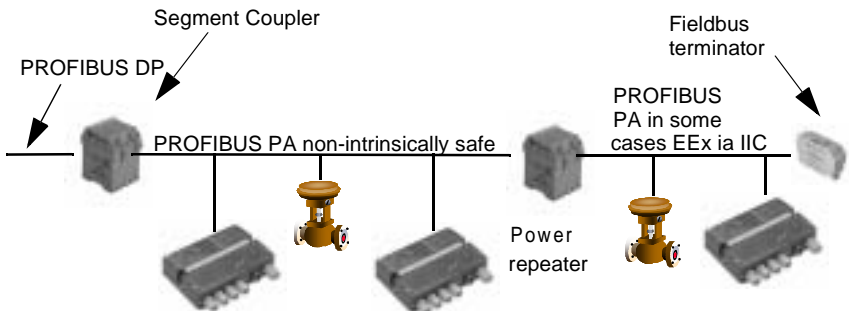 Segment Coupler
Fieldbus
terminator
PROFIBUS DP
PROFIBUS
PA in some
cases EEx ia IIC
PROFIBUS PA non-intrinsically safe
Power
repeater